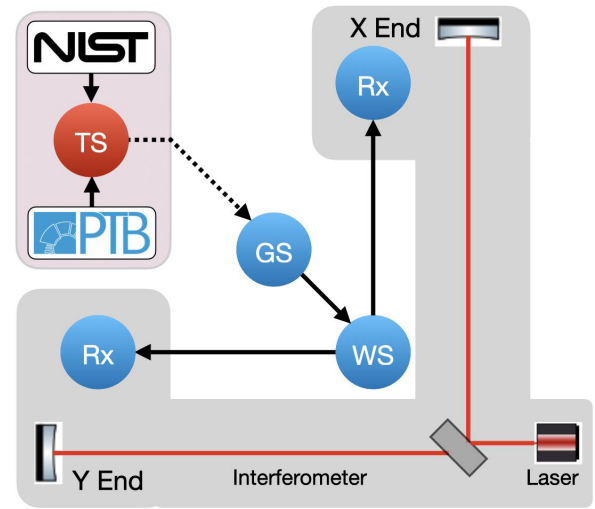 NIST
X End
Rx
TS
PTB
GS
Rx
WS
Y End
Interferometer
Laser